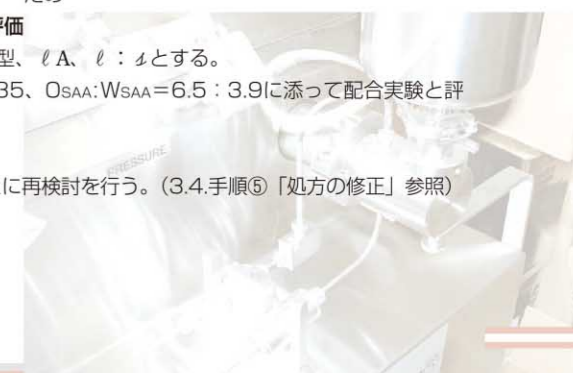 評価
型、ℓA、ℓ：𝓈とする。
35、OSAA:WSAA＝6.5：3.9に添って配合実験と評
に再検討を行う。（3.4.手順⑤「処方の修正」参照）
PRESSURE